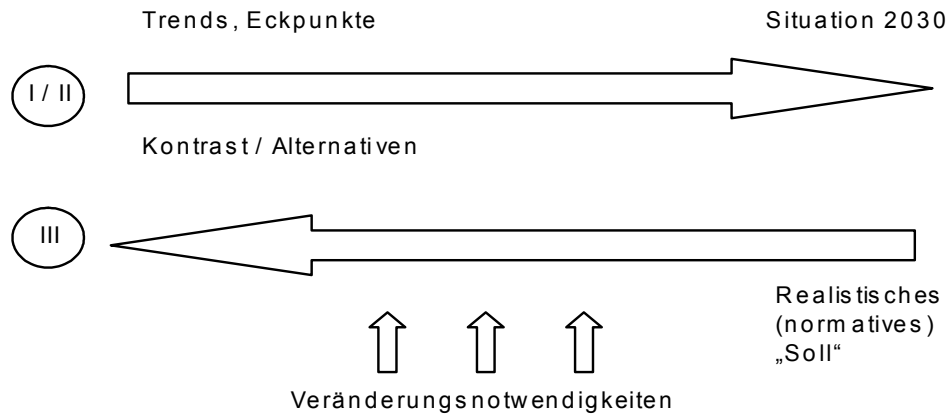 Trends, Eckpunkte
Situation 2030
I / II
Kontrast / Alternativen
III
Realistisches
(normatives)
„Soll“
Veränderungsnotwendigkeiten